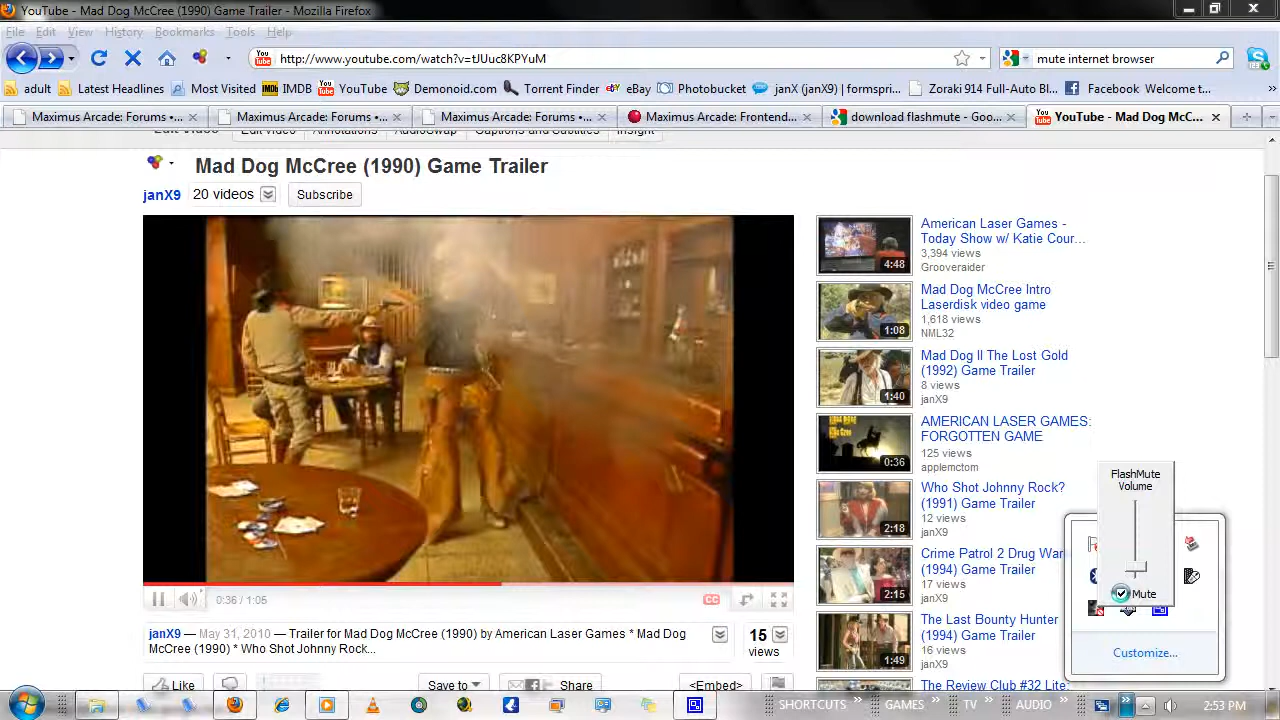 YouTube - Mad Dog McCree (1990) Game Trailer - Mozilla Firefox
File Edit View History Bookmarks Tools Help
http://www.youtube.com/watch?v=tJUuc8KPYuM
mute internet browser
adult Latest Headlines Most Visited IMDB YouTube Demonoid.com Torrent Finder eBay Photobucket janX (janX9) | formspri... Zoraki 914 Full-Auto Bl... Facebook Welcome t...
Maximus Arcade: Forums •... Maximus Arcade: Forums •... Maximus Arcade: Forums •... Maximus Arcade: Frontend... download flashmute - Goo... YouTube - Mad Dog McC...
Edit Video Annotations AudioSwap Captions and Subtitles Insight
Mad Dog McCree (1990) Game Trailer
janX9 20 videos Subscribe
0:36 / 1:05
CC
janX9 — May 31, 2010 — Trailer for Mad Dog McCree (1990) by American Laser Games * Mad Dog
McCree (1990) * Who Shot Johnny Rock...
15
views
Like Save to Share <Embed>
4:48
American Laser Games -
Today Show w/ Katie Cour...
3,394 views
Grooveraider
1:08
Mad Dog McCree Intro
Laserdisk video game
1,618 views
NML32
1:40
Mad Dog II The Lost Gold
(1992) Game Trailer
8 views
janX9
0:36
AMERICAN LASER GAMES:
FORGOTTEN GAME
125 views
applemctom
2:18
Who Shot Johnny Rock?
(1991) Game Trailer
12 views
janX9
2:15
Crime Patrol 2 Drug War
(1994) Game Trailer
17 views
janX9
1:49
The Last Bounty Hunter
(1994) Game Trailer
16 views
janX9
The Review Club #32 Lite:
FlashMute
Volume
Mute
Customize...
SHORTCUTS » GAMES » TV » AUDIO » 2:53 PM